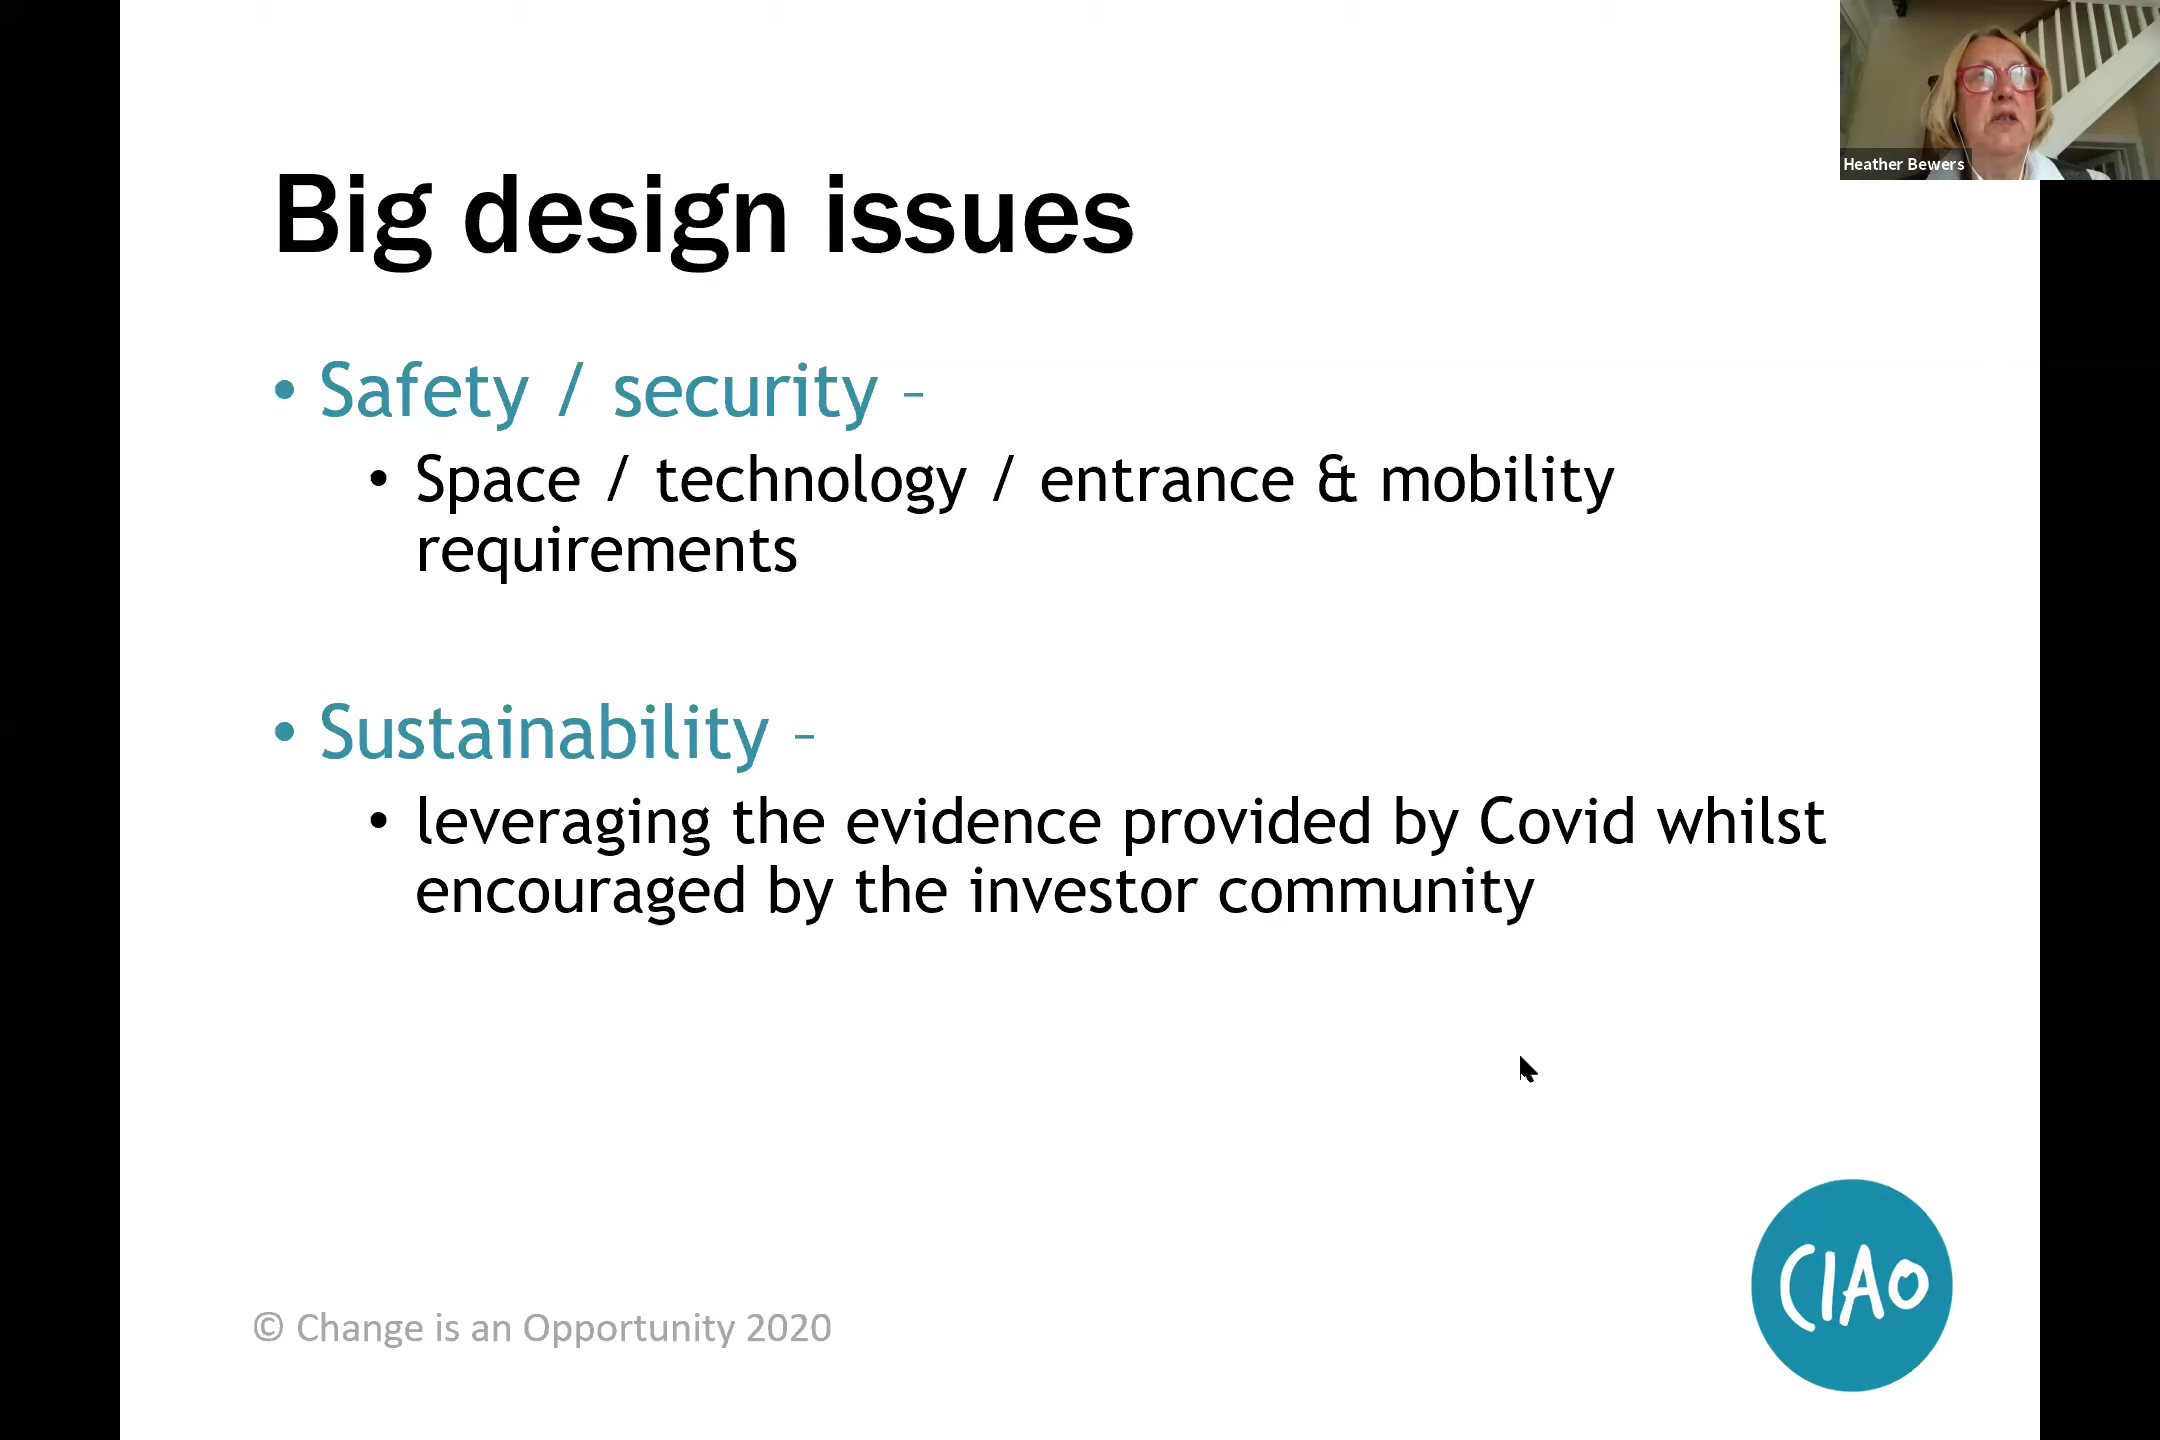 Heather Bewers
Big design issues
• Safety / security –
• Space / technology / entrance & mobility
requirements
• Sustainability –
• leveraging the evidence provided by Covid whilst
encouraged by the investor community
© Change is an Opportunity 2020
CIAO